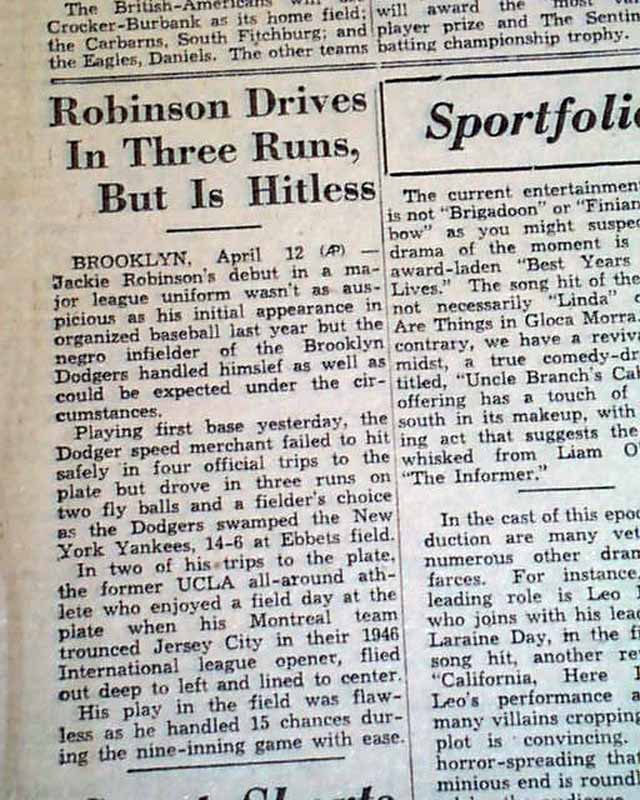 The British-Americans will
Crocker-Burbank as its home field;
the Carbarns, South Fitchburg; and
the Eagles, Daniels. The other teams
will award the most
player prize and The
batting championship trophy.
Robinson Drives
In Three Runs,
But Is Hitless
BROOKLYN, April 12 (AP) —
Jackie Robinson's debut in a ma-
jor league uniform wasn't as aus-
picious as his initial appearance in
organized baseball last year but the
negro infielder of the Brooklyn
Dodgers handled himslef as well as
could be expected under the cir-
cumstances.
Playing first base yesterday, the
Dodger speed merchant failed to hit
safely in four official trips to the
plate but drove in three runs on
two fly balls and a fielder's choice
as the Dodgers swamped the New
York Yankees, 14-6 at Ebbets field.
In two of his trips to the plate,
the former UCLA all-around ath-
lete who enjoyed a field day at the
plate when his Montreal team
trounced Jersey City in their 1946
International league opener, flied
out deep to left and lined to center.
His play in the field was flaw-
less as he handled 15 chances dur-
ing the nine-inning game with ease.
Sportfolio
The current entertainmen
is not "Brigadoon" or "Finian
bow" as you might suspec
drama of the moment is
award-laden "Best Years
Lives." The song hit of the
not necessarily "Linda"
Are Things in Gloca Morra.
contrary, we have a reviva
midst, a true comedy-dr
titled, "Uncle Branch's Cab
offering has a touch of
south in its makeup, with
ing act that suggests the
whisked from Liam O'
"The Informer."
In the cast of this epoc
duction are many vet
numerous other dram
farces. For instance,
leading role is Leo
who joins with his lead
Laraine Day, in the fi
song hit, another re
"California, Here I
Leo's performance a
many villains cropping
plot is convincing.
horror-spreading tha
minious end is roundl